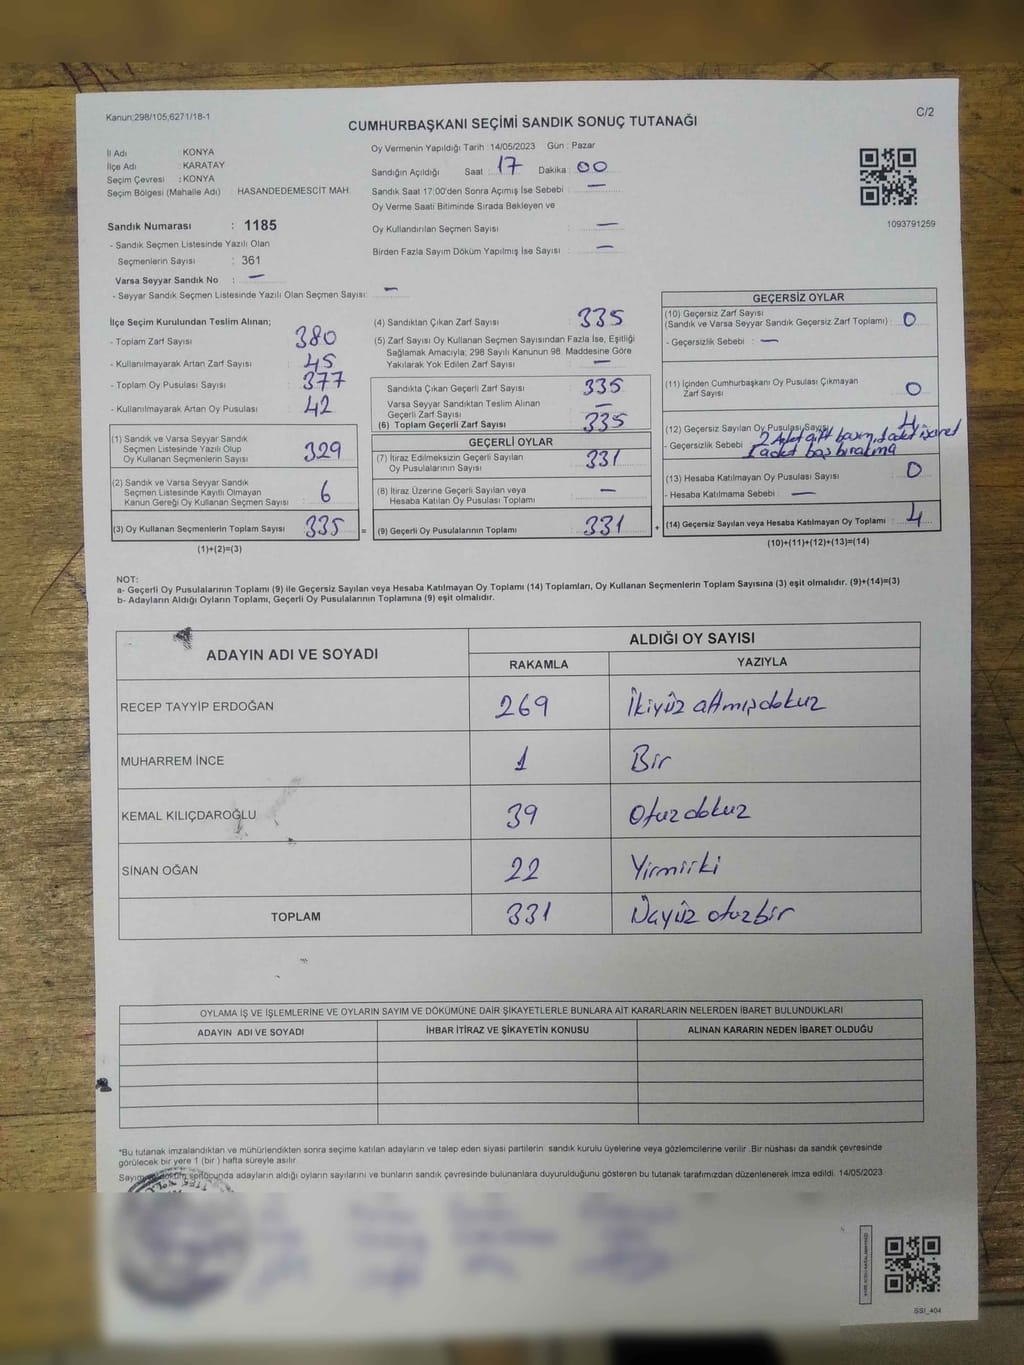 Kanun;298/105,6271/18-1
C/2
CUMHURBAŞKANI SEÇİMİ SANDIK SONUÇ TUTANAĞI
İl Adı : KONYA
İlçe Adı : KARATAY
Seçim Çevresi : KONYA
Seçim Bölgesi (Mahalle Adı) : HASANDEDEMESCİT MAH.
Sandık Numarası : 1185
- Sandık Seçmen Listesinde Yazılı Olan
Seçmenlerin Sayısı : 361
Varsa Seyyar Sandık No : —
- Seyyar Sandık Seçmen Listesinde Yazılı Olan Seçmen Sayısı: —
Oy Vermenin Yapıldığı Tarih : 14/05/2023 Gün : Pazar
Sandığın Açıldığı Saat : 17 Dakika : 00
Sandık Saat 17:00'den Sonra Açımış İse Sebebi : —
Oy Verme Saati Bitiminde Sırada Bekleyen ve
Oy Kullandırılan Seçmen Sayısı : —
Birden Fazla Sayım Döküm Yapılmış İse Sayısı : —
1093791259
İlçe Seçim Kurulundan Teslim Alınan;
- Toplam Zarf Sayısı : 380
- Kullanılmayarak Artan Zarf Sayısı : 45
- Toplam Oy Pusulası Sayısı : 377
- Kullanılmayarak Artan Oy Pusulası : 42
(1) Sandık ve Varsa Seyyar Sandık
Seçmen Listesinde Yazılı Olup
Oy Kullanan Seçmenlerin Sayısı : 329
(2) Sandık ve Varsa Seyyar Sandık
Seçmen Listesinde Kayıtlı Olmayan
Kanun Gereği Oy Kullanan Seçmen Sayısı : 6
(3) Oy Kullanan Seçmenlerin Toplam Sayısı : 335 =
(1)+(2)=(3)
(4) Sandıktan Çıkan Zarf Sayısı : 335
(5) Zarf Sayısı Oy Kullanan Seçmen Sayısından Fazla İse, Eşitliği
Sağlamak Amacıyla; 298 Sayılı Kanunun 98. Maddesine Göre
Yakılarak Yok Edilen Zarf Sayısı : —
Sandıkta Çıkan Geçerli Zarf Sayısı : 335
Varsa Seyyar Sandıktan Teslim Alınan
Geçerli Zarf Sayısı : —
(6) Toplam Geçerli Zarf Sayısı : 335
GEÇERLİ OYLAR
(7) İtiraz Edilmeksizin Geçerli Sayılan
Oy Pusulalarının Sayısı : 331
(8) İtiraz Üzerine Geçerli Sayılan veya
Hesaba Katılan Oy Pusulası Toplamı : —
(9) Geçerli Oy Pusulalarının Toplamı : 331 +
GEÇERSİZ OYLAR
(10) Geçersiz Zarf Sayısı
(Sandık ve Varsa Seyyar Sandık Geçersiz Zarf Toplamı) : 0
- Geçersizlik Sebebi : —
(11) İçinden Cumhurbaşkanı Oy Pusulası Çıkmayan
Zarf Sayısı : 0
(12) Geçersiz Sayılan Oy Pusulası Sayısı : 4
- Geçersizlik Sebebi : 2 Adet çift basım, 1 adet işaret
1 adet boş bırakma
(13) Hesaba Katılmayan Oy Pusulası Sayısı : 0
- Hesaba Katılmama Sebebi : —
(14) Geçersiz Sayılan veya Hesaba Katılmayan Oy Toplamı : 4
(10)+(11)+(12)+(13)=(14)
NOT:
a- Geçerli Oy Pusulalarının Toplamı (9) ile Geçersiz Sayılan veya Hesaba Katılmayan Oy Toplamı (14) Toplamları, Oy Kullanan Seçmenlerin Toplam Sayısına (3) eşit olmalıdır. (9)+(14)=(3)
b- Adayların Aldığı Oyların Toplamı, Geçerli Oy Pusulalarının Toplamına (9) eşit olmalıdır.
ADAYIN ADI VE SOYADI
ALDIĞI OY SAYISI
RAKAMLA YAZIYLA
RECEP TAYYİP ERDOĞAN 269 İkiyüz altmışdokuz
MUHARREM İNCE 1 Bir
KEMAL KILIÇDAROĞLU 39 Otuzdokuz
SİNAN OĞAN 22 Yirmiiki
TOPLAM 331 Üçyüz otuzbir
OYLAMA İŞ VE İŞLEMLERİNE VE OYLARIN SAYIM VE DÖKÜMÜNE DAİR ŞİKAYETLERLE BUNLARA AİT KARARLARIN NELERDEN İBARET BULUNDUKLARI
ADAYIN ADI VE SOYADI İHBAR İTİRAZ VE ŞİKAYETİN KONUSU ALINAN KARARIN NEDEN İBARET OLDUĞU
*Bu tutanak imzalandıktan ve mühürlendikten sonra seçime katılan adayların ve talep eden siyasi partilerin sandık kurulu üyelerine veya gözlemcilerine verilir. Bir nüshası da sandık çevresinde
görülecek bir yere 1 (bir) hafta süreyle asılır.
Sayım ve döküm sonucunda adayların aldığı oyların sayılarını ve bunların sandık çevresinde bulunanlara duyurulduğunu gösteren bu tutanak tarafımızdan düzenlenerek imza edildi. 14/05/2023
SSI_404